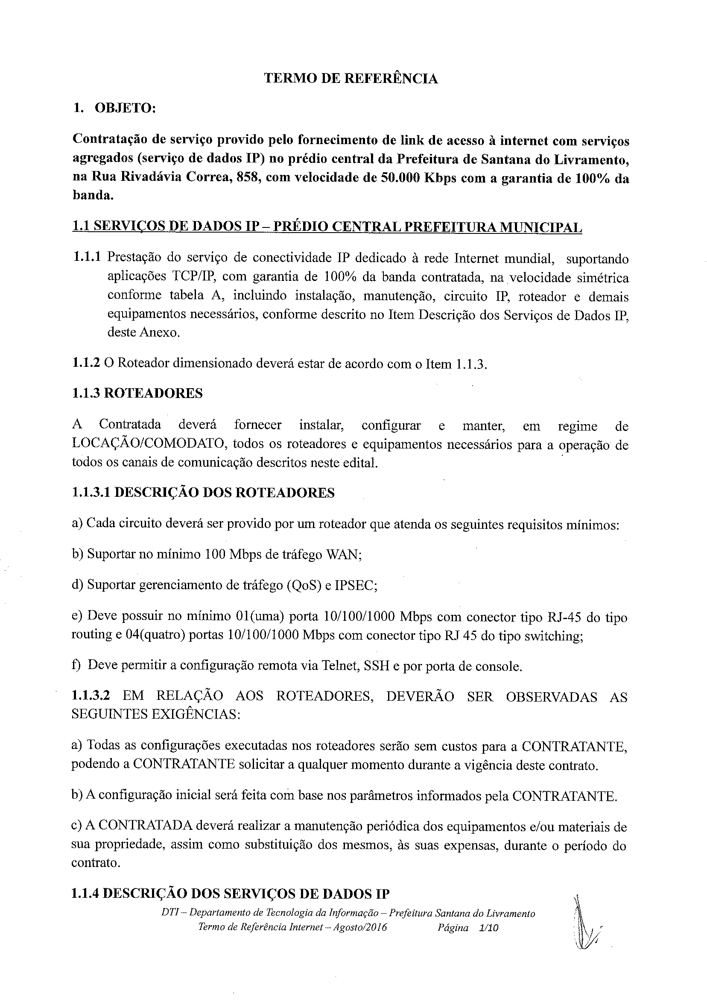 TERMO DE REFERÊNCIA
1. OBJETO:
Contratação de serviço provido pelo fornecimento de link de acesso à internet com serviços
agregados (serviço de dados IP) no prédio central da Prefeitura de Santana do Livramento,
na Rua Rivadávia Correa, 858, com velocidade de 50.000 Kbps com a garantia de 100% da
banda.
1.1 SERVIÇOS DE DADOS IP – PRÉDIO CENTRAL PREFEITURA MUNICIPAL
1.1.1 Prestação do serviço de conectividade IP dedicado à rede Internet mundial, suportando
aplicações TCP/IP, com garantia de 100% da banda contratada, na velocidade simétrica
conforme tabela A, incluindo instalação, manutenção, circuito IP, roteador e demais
equipamentos necessários, conforme descrito no Item Descrição dos Serviços de Dados IP,
deste Anexo.
1.1.2 O Roteador dimensionado deverá estar de acordo com o Item 1.1.3.
1.1.3 ROTEADORES
A Contratada deverá fornecer instalar, configurar e manter, em regime de
LOCAÇÃO/COMODATO, todos os roteadores e equipamentos necessários para a operação de
todos os canais de comunicação descritos neste edital.
1.1.3.1 DESCRIÇÃO DOS ROTEADORES
a) Cada circuito deverá ser provido por um roteador que atenda os seguintes requisitos mínimos:
b) Suportar no mínimo 100 Mbps de tráfego WAN;
d) Suportar gerenciamento de tráfego (QoS) e IPSEC;
e) Deve possuir no mínimo 01(uma) porta 10/100/1000 Mbps com conector tipo RJ-45 do tipo
routing e 04(quatro) portas 10/100/1000 Mbps com conector tipo RJ 45 do tipo switching;
f) Deve permitir a configuração remota via Telnet, SSH e por porta de console.
1.1.3.2 EM RELAÇÃO AOS ROTEADORES, DEVERÃO SER OBSERVADAS AS
SEGUINTES EXIGÊNCIAS:
a) Todas as configurações executadas nos roteadores serão sem custos para a CONTRATANTE,
podendo a CONTRATANTE solicitar a qualquer momento durante a vigência deste contrato.
b) A configuração inicial será feita com base nos parâmetros informados pela CONTRATANTE.
c) A CONTRATADA deverá realizar a manutenção periódica dos equipamentos e/ou materiais de
sua propriedade, assim como substituição dos mesmos, às suas expensas, durante o período do
contrato.
1.1.4 DESCRIÇÃO DOS SERVIÇOS DE DADOS IP
DTI – Departamento de Tecnologia da Informação – Prefeitura Santana do Livramento
Termo de Referência Internet – Agosto/2016 Página 1/10